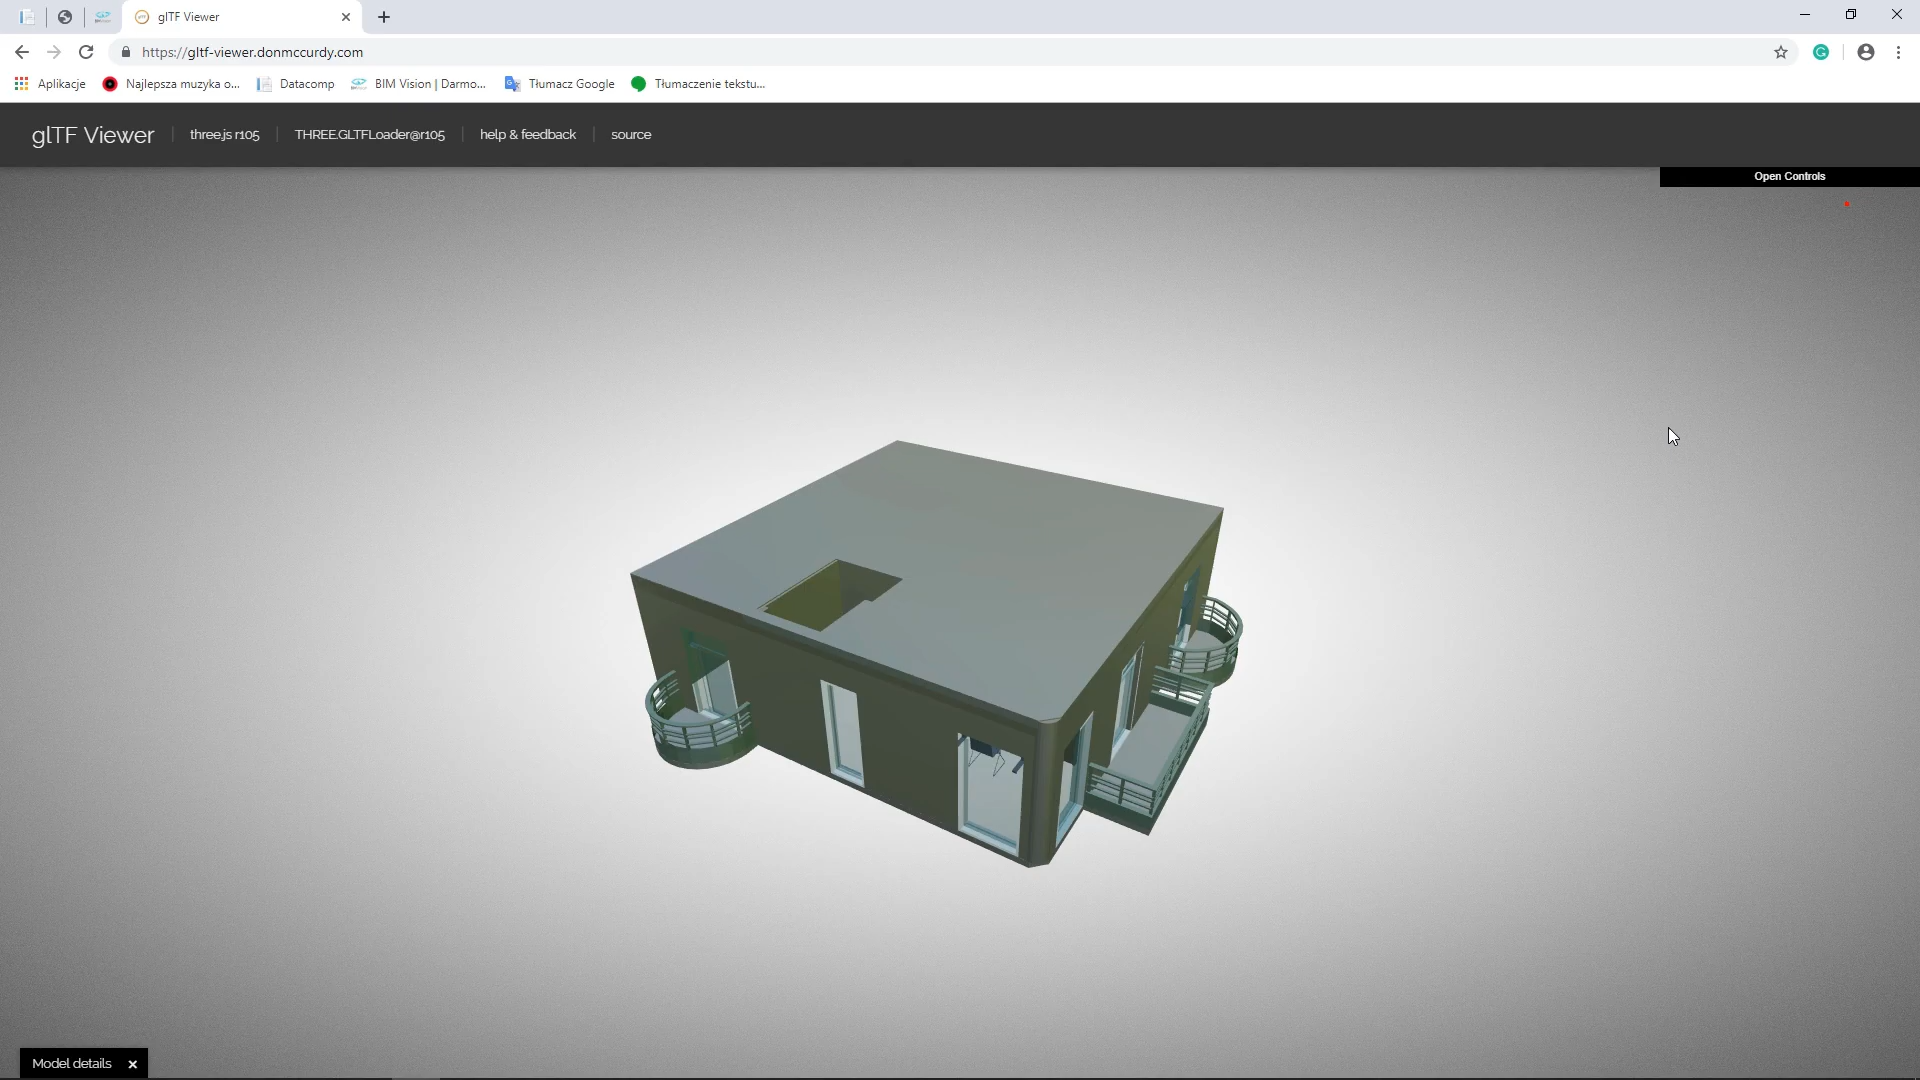 glTF Viewer
https://gltf-viewer.donmccurdy.com
Aplikacje Najlepsza muzyka o... Datacomp BIM Vision | Darmo... Tłumacz Google Tłumaczenie tekstu...
glTF Viewer three.js r105 THREE.GLTFLoader@r105 help & feedback source
Open Controls
Model details ×